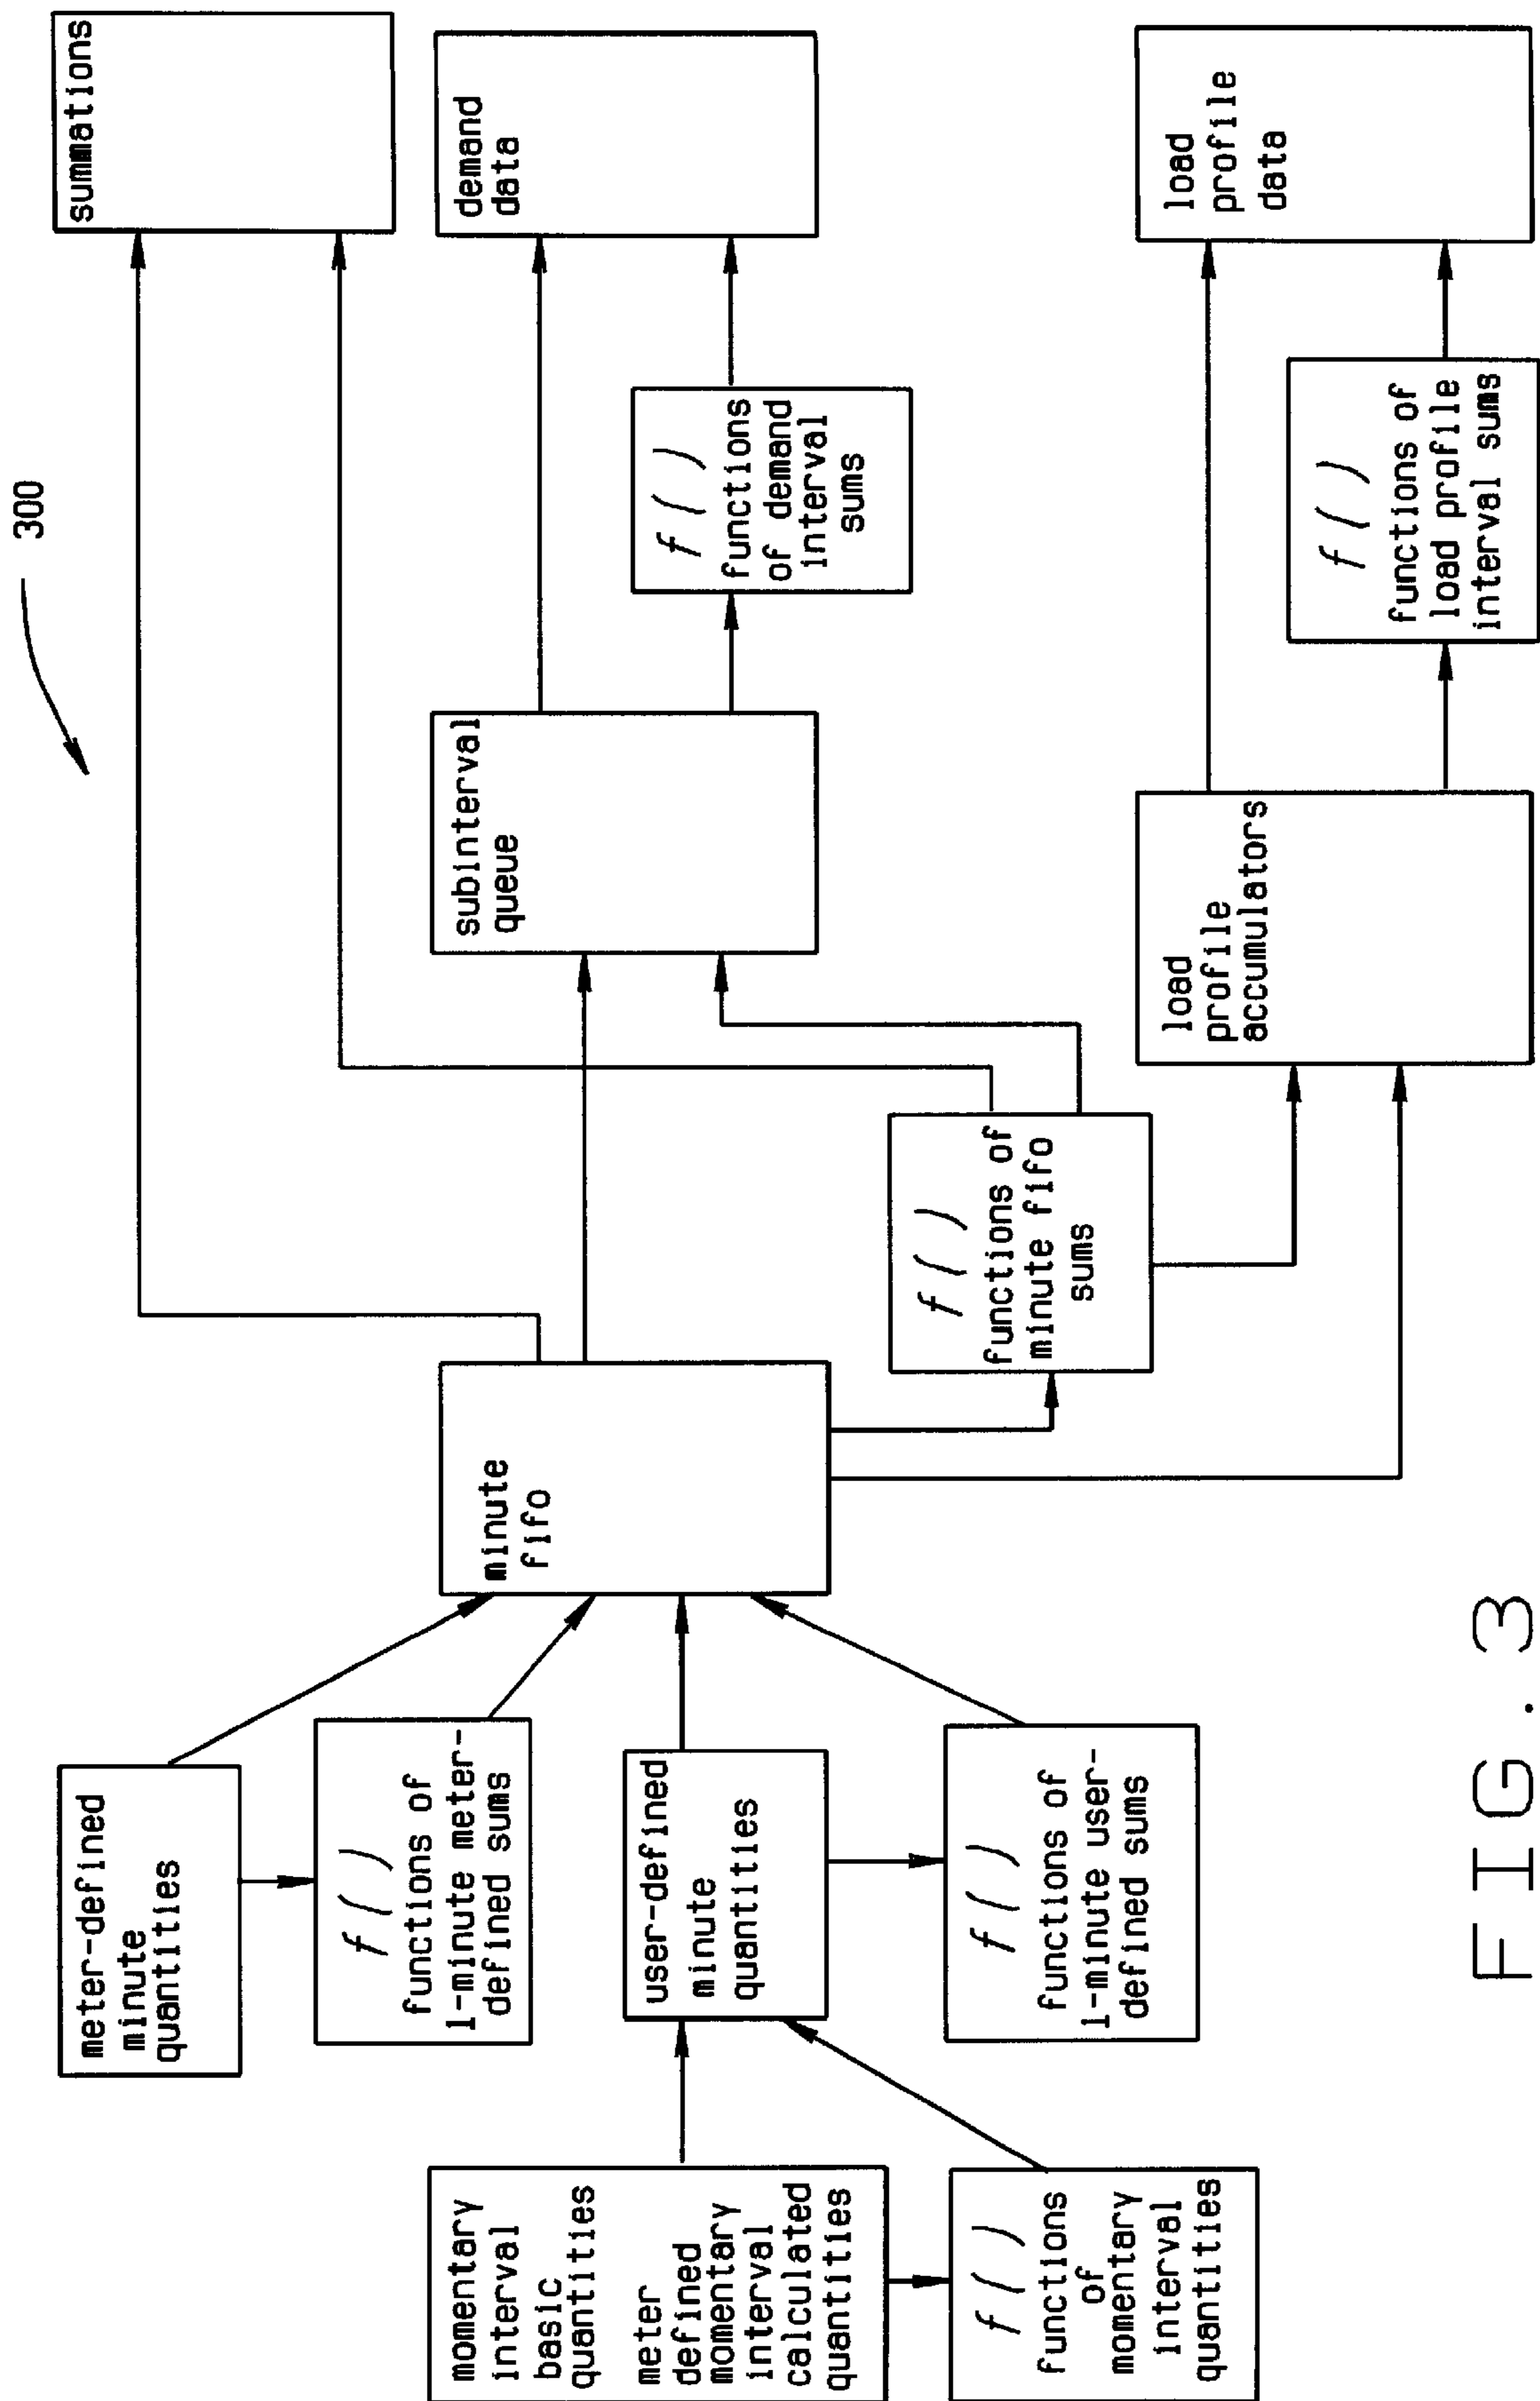 300
momentary
interval
basic
quantities
meter
defined
momentary
interval
calculated
quantities
f()
functions
of
momentary
interval
quantities
meter-defined
minute
quantities
f()
functions of
1-minute meter-
defined sums
user-defined
minute
quantities
f()
functions of
1-minute user-
defined sums
minute
fifo
f()
functions of
minute fifo
sums
subinterval
queue
load
profile
accumulators
f()
functions
of demand
interval
sums
f()
functions of
load profile
interval sums
summations
demand
data
load
profile
data
FIG. 3